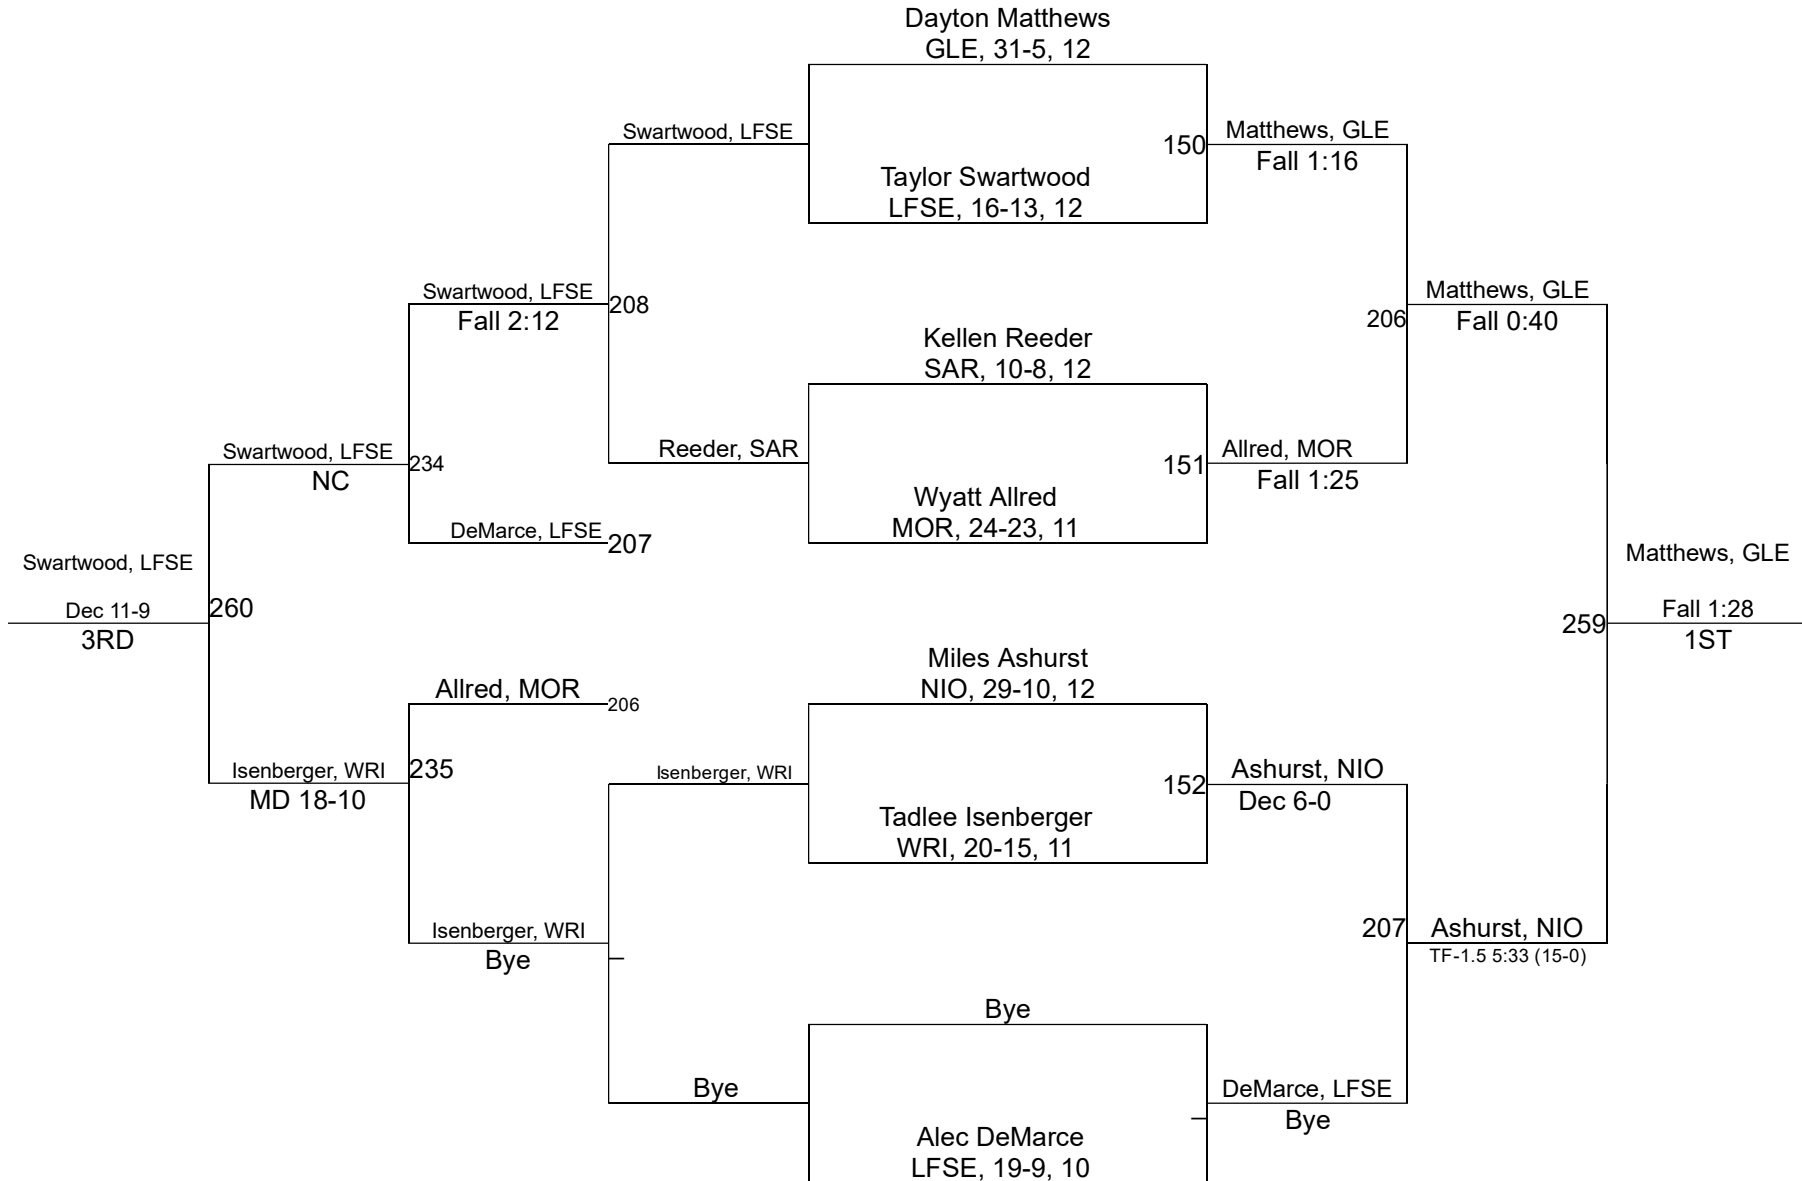 Dayton Matthews
GLE, 31-5, 12
Swartwood, LFSE
150
Matthews, GLE
Fall 1:16
Taylor Swartwood
LFSE, 16-13, 12
Swartwood, LFSE
Fall 2:12
208
Matthews, GLE
Fall 0:40
206
Kellen Reeder
SAR, 10-8, 12
Swartwood, LFSE
NC
234
Reeder, SAR
151
Allred, MOR
Fall 1:25
Wyatt Allred
MOR, 24-23, 11
DeMarce, LFSE
207
Swartwood, LFSE
Dec 11-9
3RD
260
Matthews, GLE
Fall 1:28
1ST
259
Miles Ashurst
NIO, 29-10, 12
Allred, MOR
206
Isenberger, WRI
MD 18-10
235
Isenberger, WRI
152
Ashurst, NIO
Dec 6-0
Tadlee Isenberger
WRI, 20-15, 11
Isenberger, WRI
Bye
207
Ashurst, NIO
TF-1.5 5:33 (15-0)
Bye
Bye
DeMarce, LFSE
Bye
Alec DeMarce
LFSE, 19-9, 10